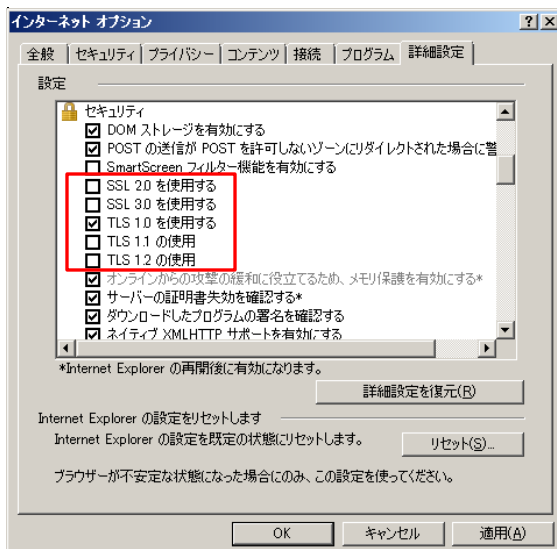 インターネット オプション
全般 セキュリティ プライバシー コンテンツ 接続 プログラム 詳細設定
設定
セキュリティ
DOM ストレージを有効にする
POST の送信が POST を許可しないゾーンにリダイレクトされた場合に警
SmartScreen フィルター機能を有効にする
SSL 2.0 を使用する
SSL 3.0 を使用する
TLS 1.0 を使用する
TLS 1.1 の使用
TLS 1.2 の使用
オンラインからの攻撃の緩和に役立てるため、メモリ保護を有効にする*
サーバーの証明書失効を確認する*
ダウンロードしたプログラムの署名を確認する
ネイティブ XMLHTTP サポートを有効にする
*Internet Explorer の再開後に有効になります。
詳細設定を復元(R)
Internet Explorer の設定をリセットします
Internet Explorer の設定を既定の状態にリセットします。
リセット(S)...
ブラウザーが不安定な状態になった場合にのみ、この設定を使ってください。
OK キャンセル 適用(A)